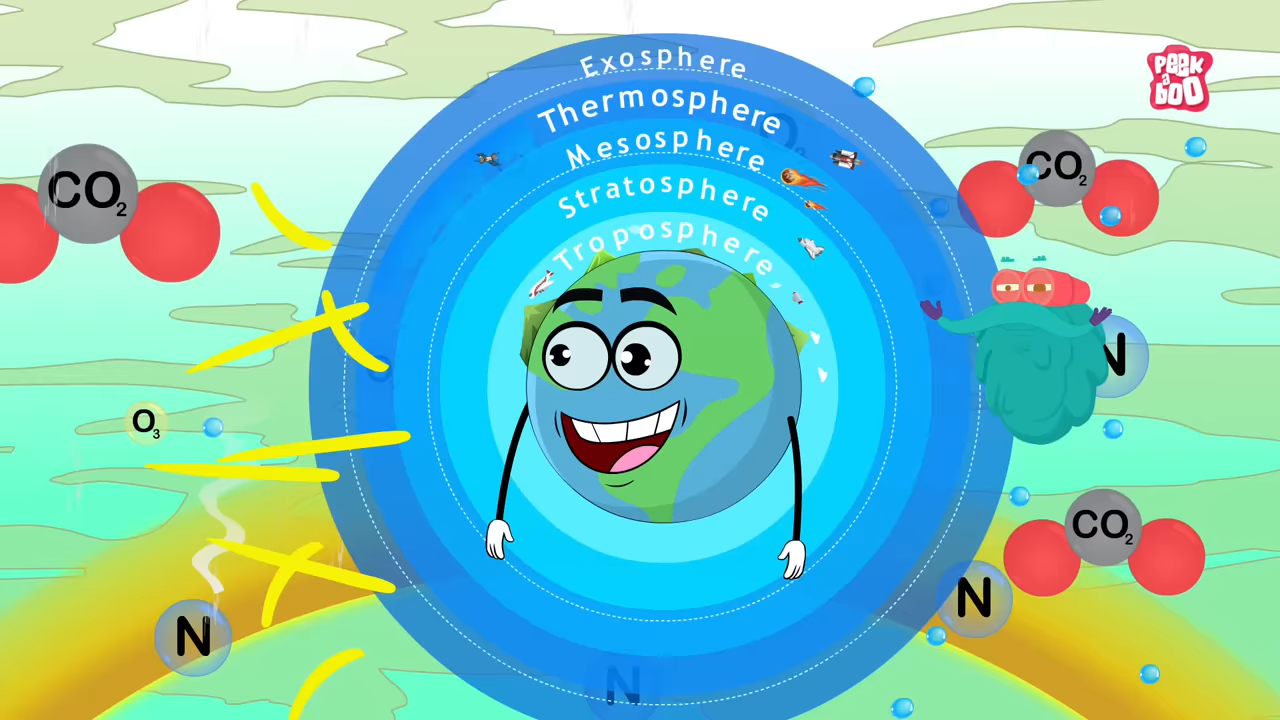 Exosphere
Thermosphere
Mesosphere
Stratosphere
Troposphere
PEEK
a
boo
CO2
CO2
O3
N
CO2
N
N
N